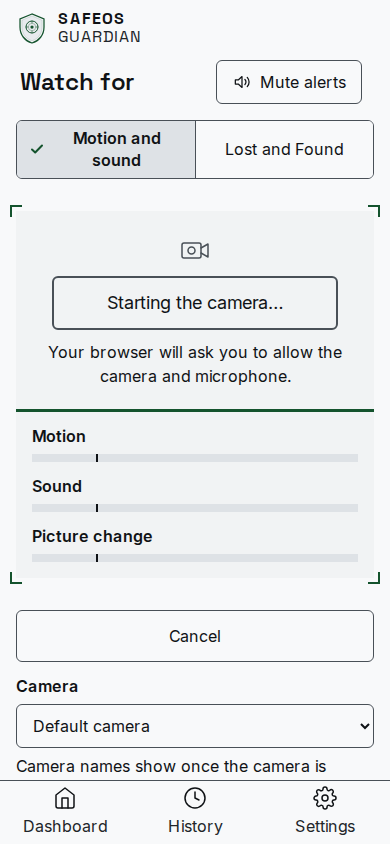 SAFEOS
GUARDIAN
Watch for
Mute alerts
Motion and
sound
Lost and Found
Starting the camera...
Your browser will ask you to allow the
camera and microphone.
Motion
Sound
Picture change
Cancel
Camera
Default camera
Camera names show once the camera is
Dashboard
History
Settings